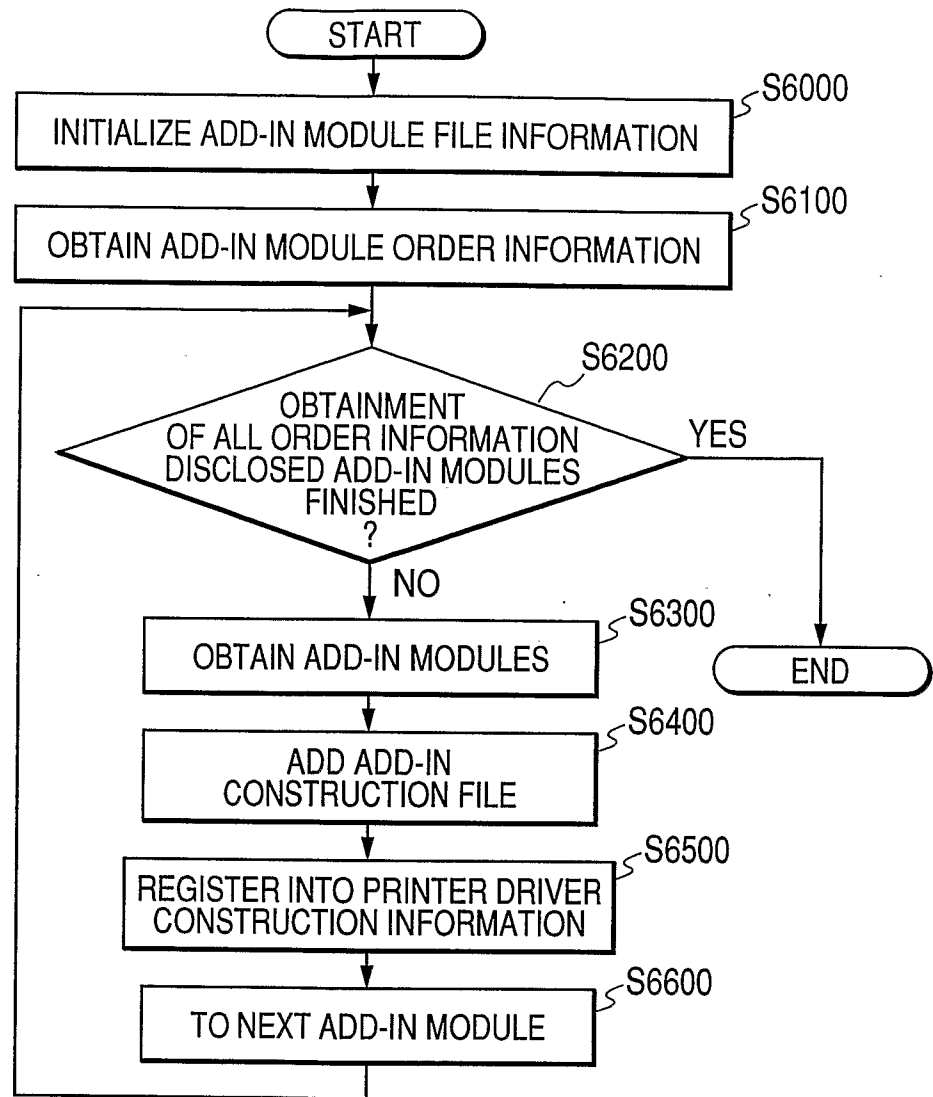 START
S6000
INITIALIZE ADD-IN MODULE FILE INFORMATION
S6100
OBTAIN ADD-IN MODULE ORDER INFORMATION
S6200
OBTAINMENT
OF ALL ORDER INFORMATION
DISCLOSED ADD-IN MODULES
FINISHED
?
YES
NO
S6300
OBTAIN ADD-IN MODULES
END
S6400
ADD ADD-IN
CONSTRUCTION FILE
S6500
REGISTER INTO PRINTER DRIVER
CONSTRUCTION INFORMATION
S6600
TO NEXT ADD-IN MODULE